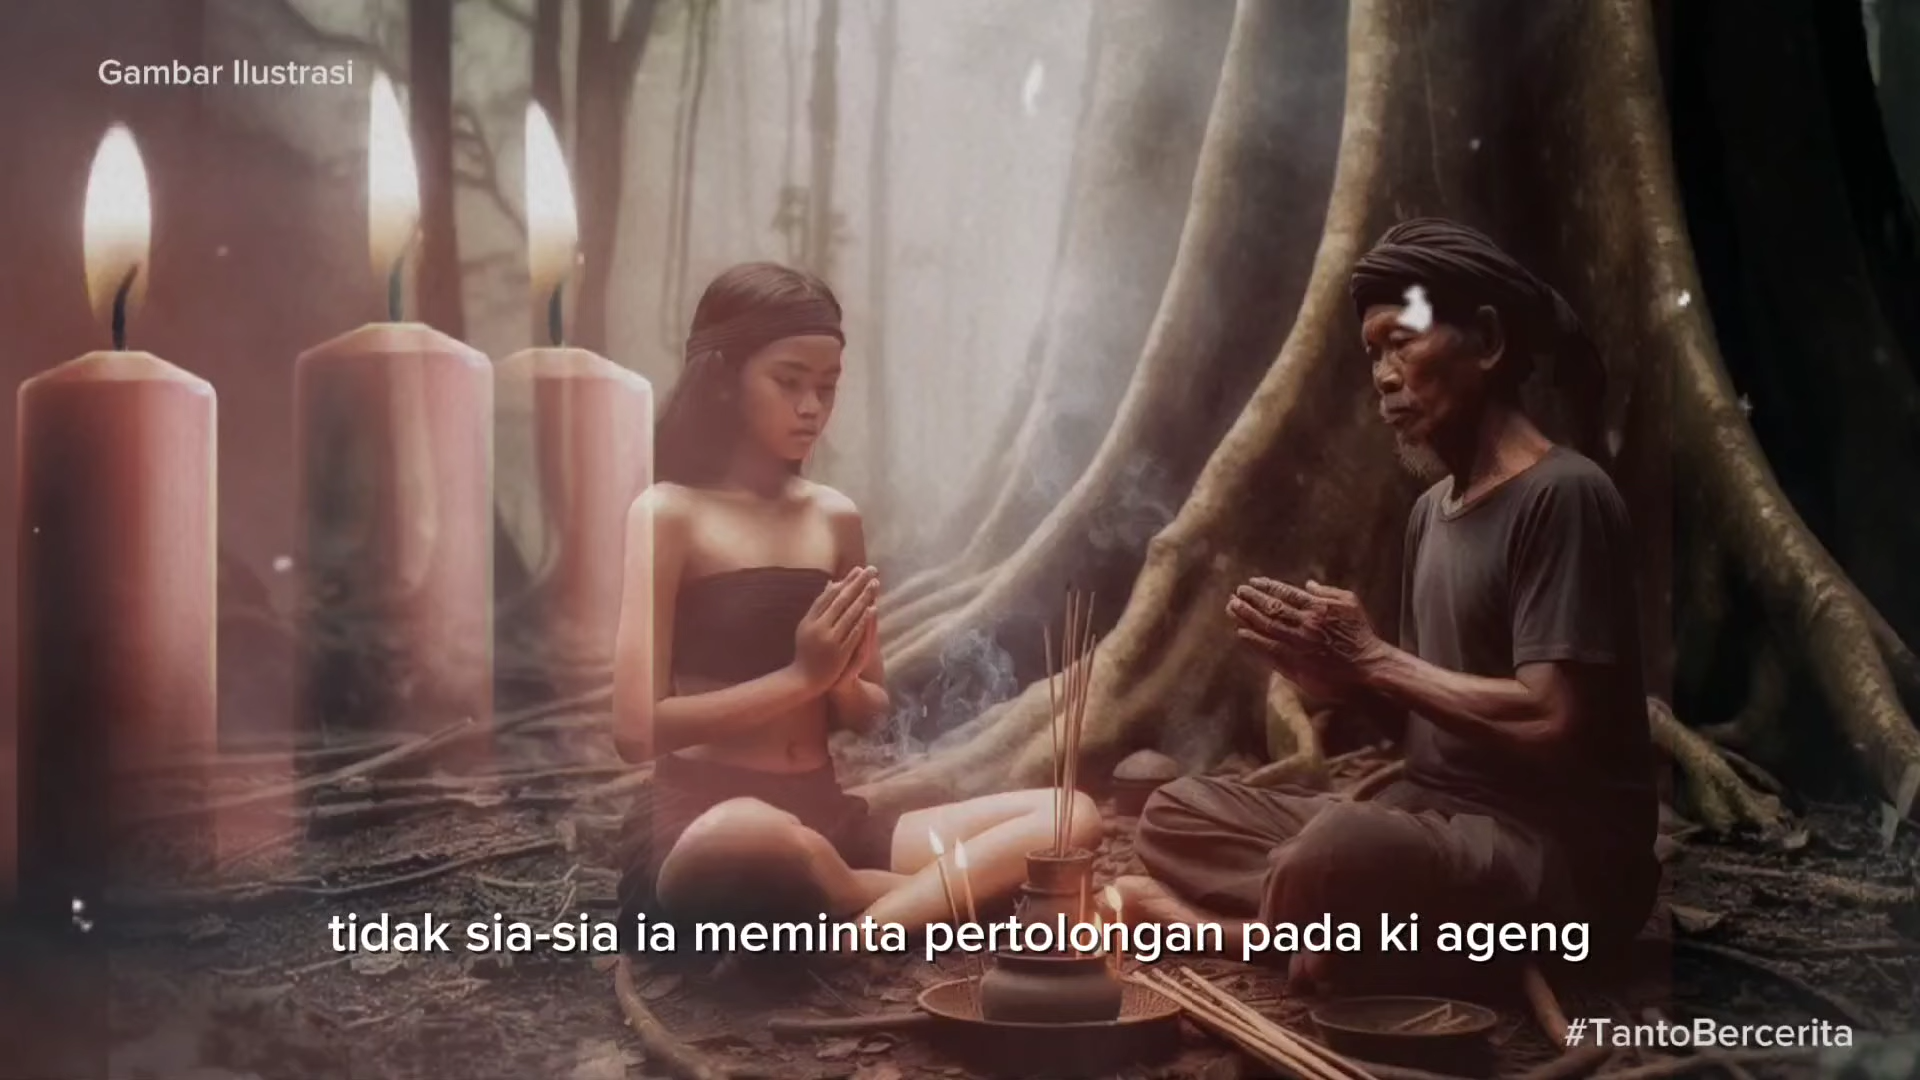 Gambar Ilustrasi
tidak sia-sia ia meminta pertolongan pada ki ageng
#TantoBercerita